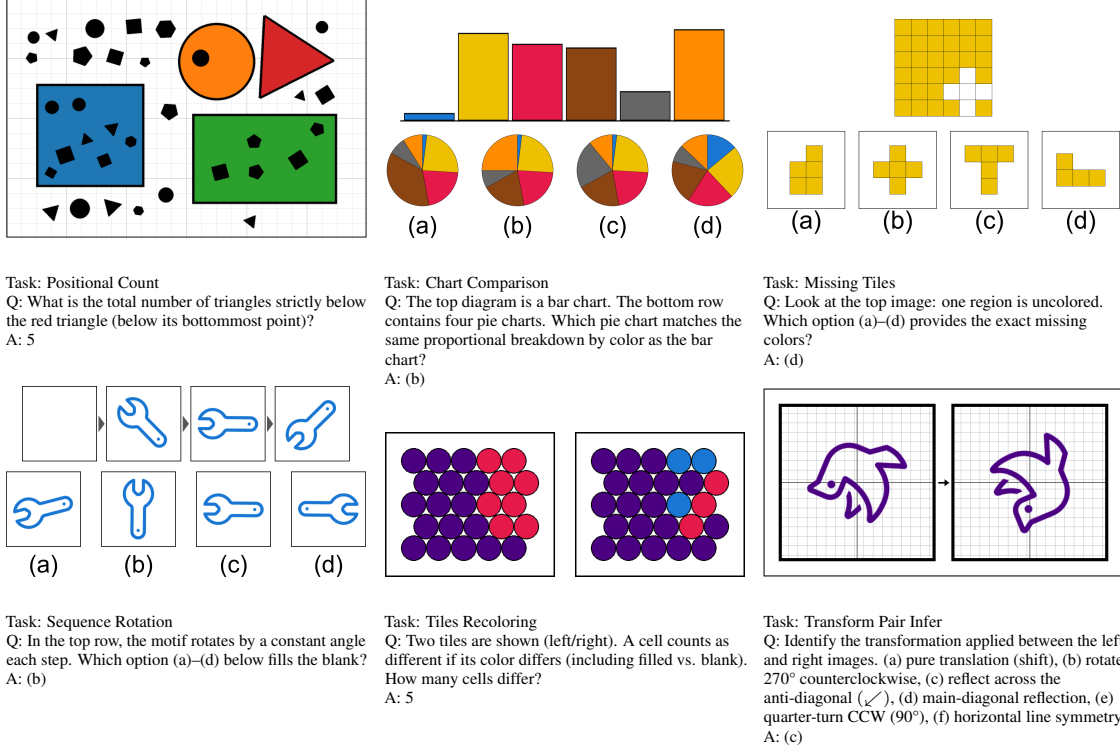 (a) (b) (c) (d)
(a) (b) (c) (d)
Task: Positional Count
Q: What is the total number of triangles strictly below
the red triangle (below its bottommost point)?
A: 5
Task: Chart Comparison
Q: The top diagram is a bar chart. The bottom row
contains four pie charts. Which pie chart matches the
same proportional breakdown by color as the bar
chart?
A: (b)
Task: Missing Tiles
Q: Look at the top image: one region is uncolored.
Which option (a)–(d) provides the exact missing
colors?
A: (d)
(a) (b) (c) (d)
Task: Sequence Rotation
Q: In the top row, the motif rotates by a constant angle
each step. Which option (a)–(d) below fills the blank?
A: (b)
Task: Tiles Recoloring
Q: Two tiles are shown (left/right). A cell counts as
different if its color differs (including filled vs. blank).
How many cells differ?
A: 5
Task: Transform Pair Infer
Q: Identify the transformation applied between the lef
and right images. (a) pure translation (shift), (b) rotate
270° counterclockwise, (c) reflect across the
anti-diagonal (↙), (d) main-diagonal reflection, (e)
quarter-turn CCW (90°), (f) horizontal line symmetry
A: (c)